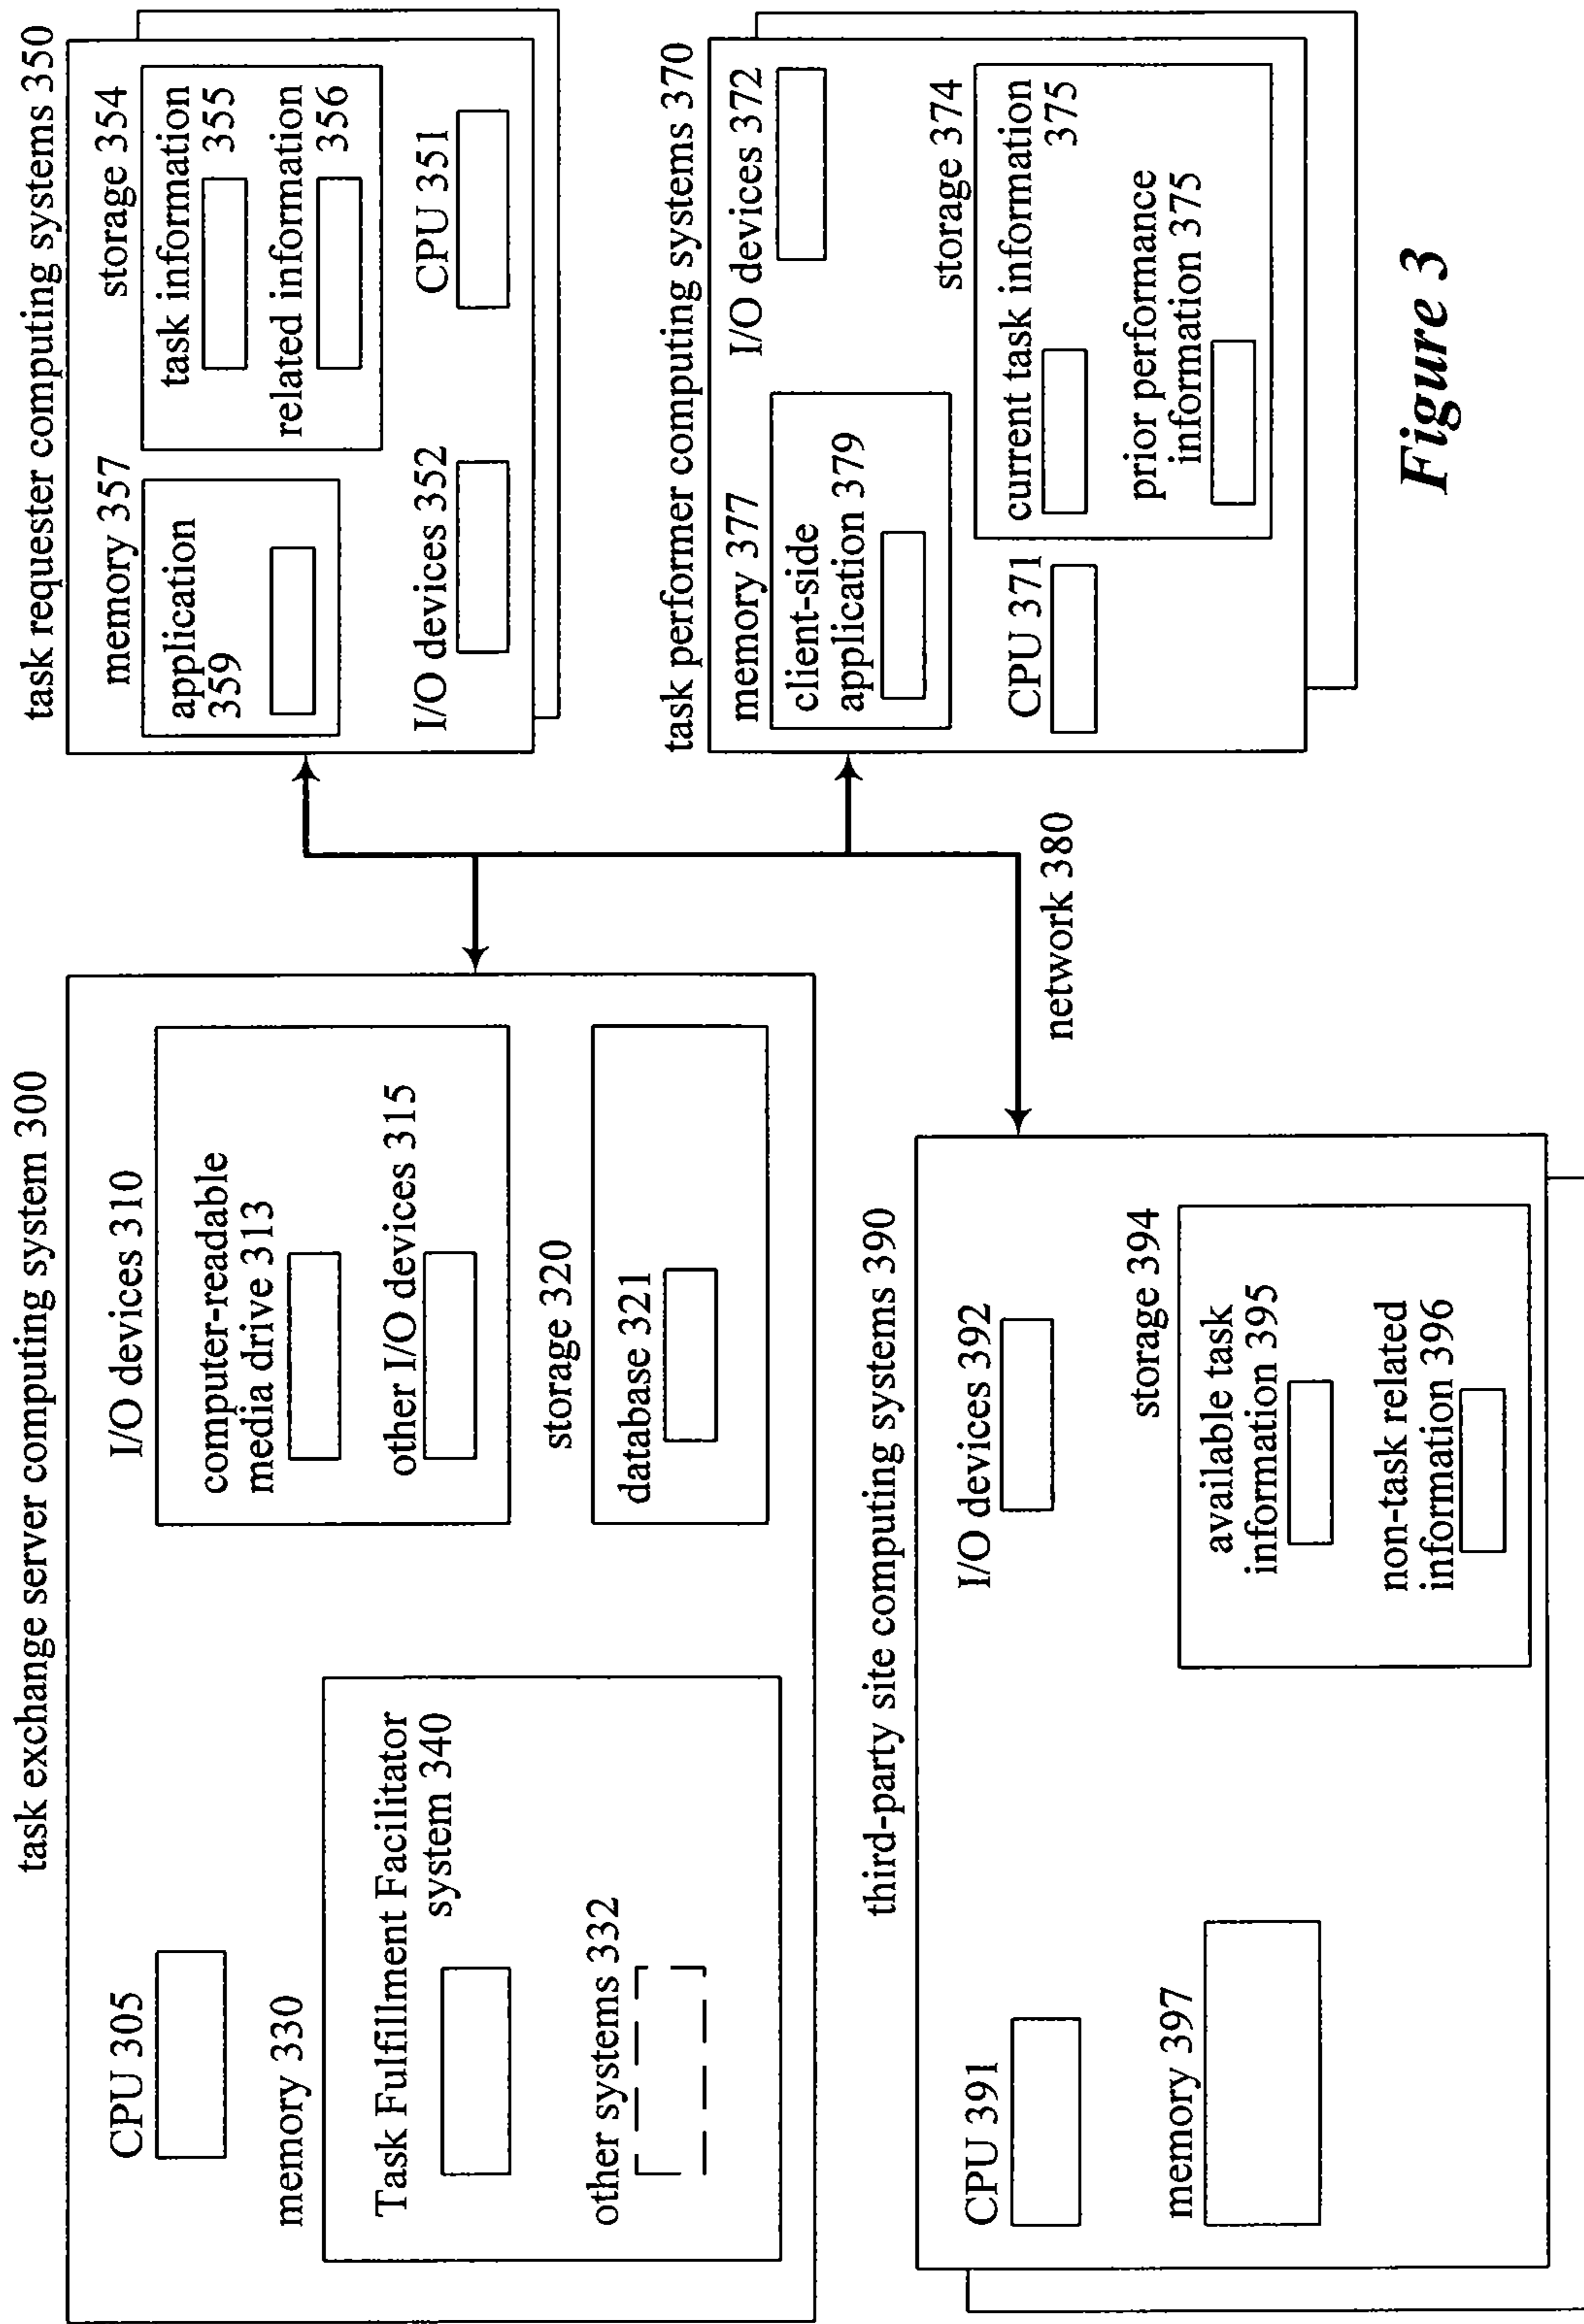 task exchange server computing system 300
CPU 305
memory 330
Task Fulfillment Facilitator
system 340
other systems 332
I/O devices 310
computer-readable
media drive 313
other I/O devices 315
storage 320
database 321
task requester computing systems 350
memory 357
application
359
storage 354
task information
355
related information
356
I/O devices 352
CPU 351
task performer computing systems 370
memory 377
client-side
application 379
I/O devices 372
CPU 371
storage 374
current task information
375
prior performance
information 375
network 380
third-party site computing systems 390
CPU 391
memory 397
I/O devices 392
storage 394
available task
information 395
non-task related
information 396
Figure 3